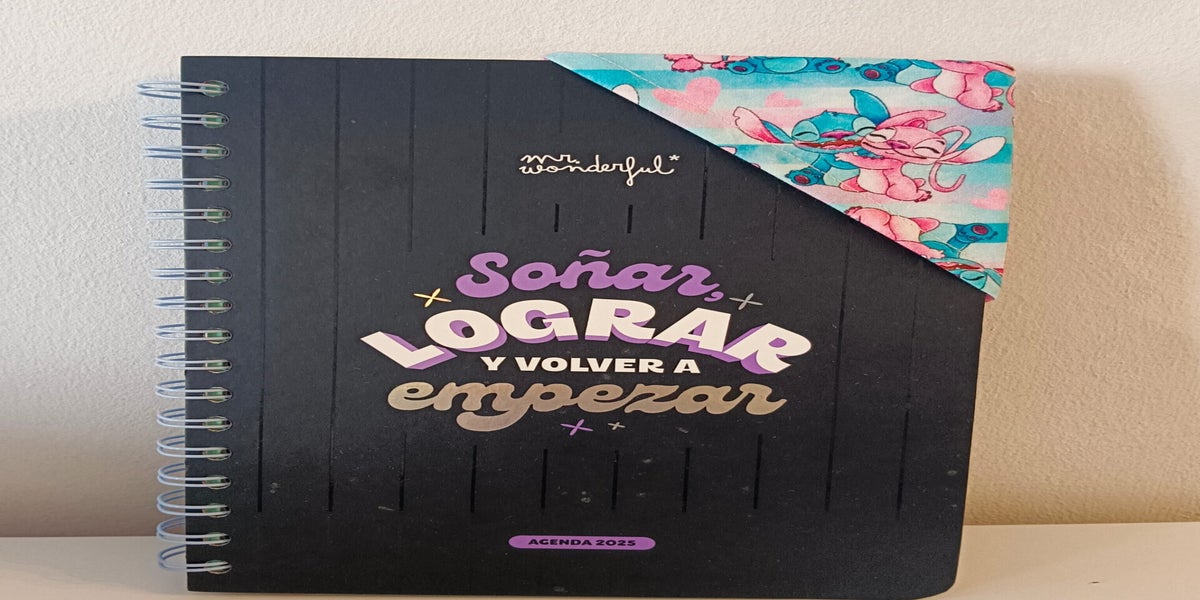 mr.
wonderful*
Soñar,
LOGRAR
Y VOLVER A
empezar
AGENDA 2025